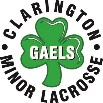 CLARINGTON
GAELS
• MINOR LACROSSE •